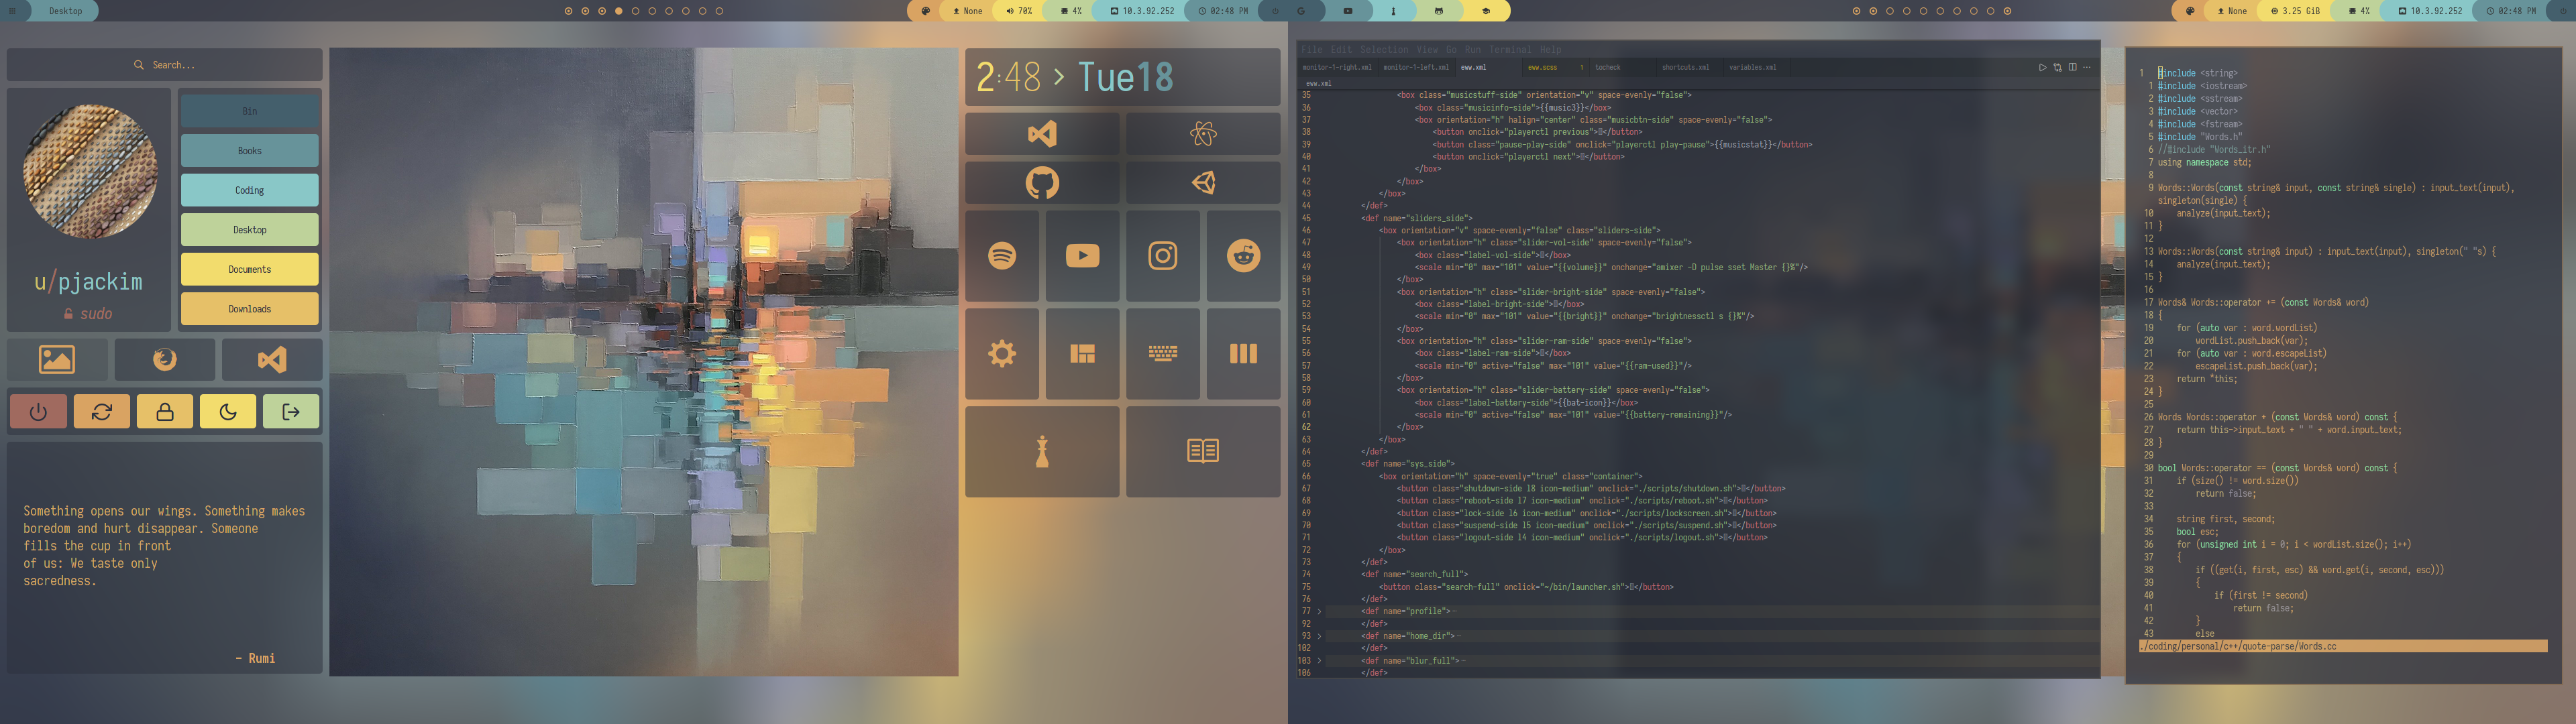 Desktop
None
70%
4%
10.3.92.252
02:48 PM
None
3.25 GiB
4%
10.3.92.252
02:48 PM
Search...
Bin
Books
Coding
Desktop
Documents
Downloads
u/pjackim
sudo
Something opens our wings. Something makes
boredom and hurt disappear. Someone
fills the cup in front
of us: We taste only
sacredness.
- Rumi
2:48 > Tue18
File Edit Selection View Go Run Terminal Help
monitor-1-right.xml monitor-1-left.xml eww.xml eww.scss 1 tocheck shortcuts.xml variables.xml
eww.xml
35 <box class="musicstuff-side" orientation="v" space-evenly="false">
36 <box class="musicinfo-side">{{music3}}</box>
37 <box orientation="h" halign="center" class="musicbtn-side" space-evenly="false">
38 <button onclick="playerctl previous"></button>
39 <button class="pause-play-side" onclick="playerctl play-pause">{{musicstat}}</button>
40 <button onclick="playerctl next"></button>
41 </box>
42 </box>
43 </box>
44 </def>
45 <def name="sliders_side">
46 <box orientation="v" space-evenly="false" class="sliders-side">
47 <box orientation="h" class="slider-vol-side" space-evenly="false">
48 <box class="label-vol-side"></box>
49 <scale min="0" max="101" value="{{volume}}" onchange="amixer -D pulse sset Master {}%"/>
50 </box>
51 <box orientation="h" class="slider-bright-side" space-evenly="false">
52 <box class="label-bright-side"></box>
53 <scale min="0" max="101" value="{{bright}}" onchange="brightnessctl s {}%"/>
54 </box>
55 <box orientation="h" class="slider-ram-side" space-evenly="false">
56 <box class="label-ram-side"></box>
57 <scale min="0" active="false" max="101" value="{{ram-used}}"/>
58 </box>
59 <box orientation="h" class="slider-battery-side" space-evenly="false">
60 <box class="label-battery-side">{{bat-icon}}</box>
61 <scale min="0" active="false" max="101" value="{{battery-remaining}}"/>
62 </box>
63 </box>
64 </def>
65 <def name="sys_side">
66 <box orientation="h" space-evenly="true" class="container">
67 <button class="shutdown-side l8 icon-medium" onclick="./scripts/shutdown.sh"></button>
68 <button class="reboot-side l7 icon-medium" onclick="./scripts/reboot.sh"></button>
69 <button class="lock-side l6 icon-medium" onclick="./scripts/lockscreen.sh"></button>
70 <button class="suspend-side l5 icon-medium" onclick="./scripts/suspend.sh"></button>
71 <button class="logout-side l4 icon-medium" onclick="./scripts/logout.sh"></button>
72 </box>
73 </def>
74 <def name="search_full">
75 <button class="search-full" onclick="~/bin/launcher.sh"></button>
76 </def>
77 <def name="profile">
92 </def>
93 <def name="home_dir">
102 </def>
103 <def name="blur_full">
106 </def>
1 #include <string>
1 #include <iostream>
2 #include <sstream>
3 #include <vector>
4 #include <fstream>
5 #include "Words.h"
6 //#include "Words_itr.h"
7 using namespace std;
8
9 Words::Words(const string& input, const string& single) : input_text(input),
singleton(single) {
10 analyze(input_text);
11 }
12
13 Words::Words(const string& input) : input_text(input), singleton(" "s) {
14 analyze(input_text);
15 }
16
17 Words& Words::operator += (const Words& word)
18 {
19 for (auto var : word.wordList)
20 wordList.push_back(var);
21 for (auto var : word.escapeList)
22 escapeList.push_back(var);
23 return *this;
24 }
25
26 Words Words::operator + (const Words& word) const {
27 return this->input_text + " " + word.input_text;
28 }
29
30 bool Words::operator == (const Words& word) const {
31 if (size() != word.size())
32 return false;
33
34 string first, second;
35 bool esc;
36 for (unsigned int i = 0; i < wordList.size(); i++)
37 {
38 if ((get(i, first, esc) && word.get(i, second, esc)))
39 {
40 if (first != second)
41 return false;
42 }
43 else
./coding/personal/c++/quote-parse/Words.cc